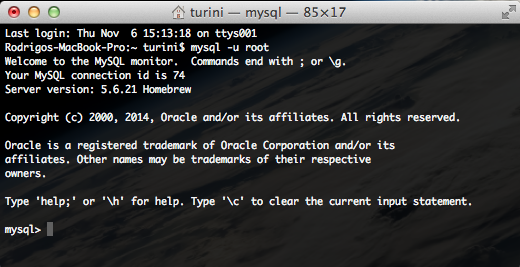 turini — mysql — 85×17
Last login: Thu Nov  6 15:13:18 on ttys001
Rodrigos-MacBook-Pro:~ turini$ mysql -u root
Welcome to the MySQL monitor.  Commands end with ; or \g.
Your MySQL connection id is 74
Server version: 5.6.21 Homebrew

Copyright (c) 2000, 2014, Oracle and/or its affiliates. All rights reserved.

Oracle is a registered trademark of Oracle Corporation and/or its
affiliates. Other names may be trademarks of their respective
owners.

Type 'help;' or '\h' for help. Type '\c' to clear the current input statement.

mysql>